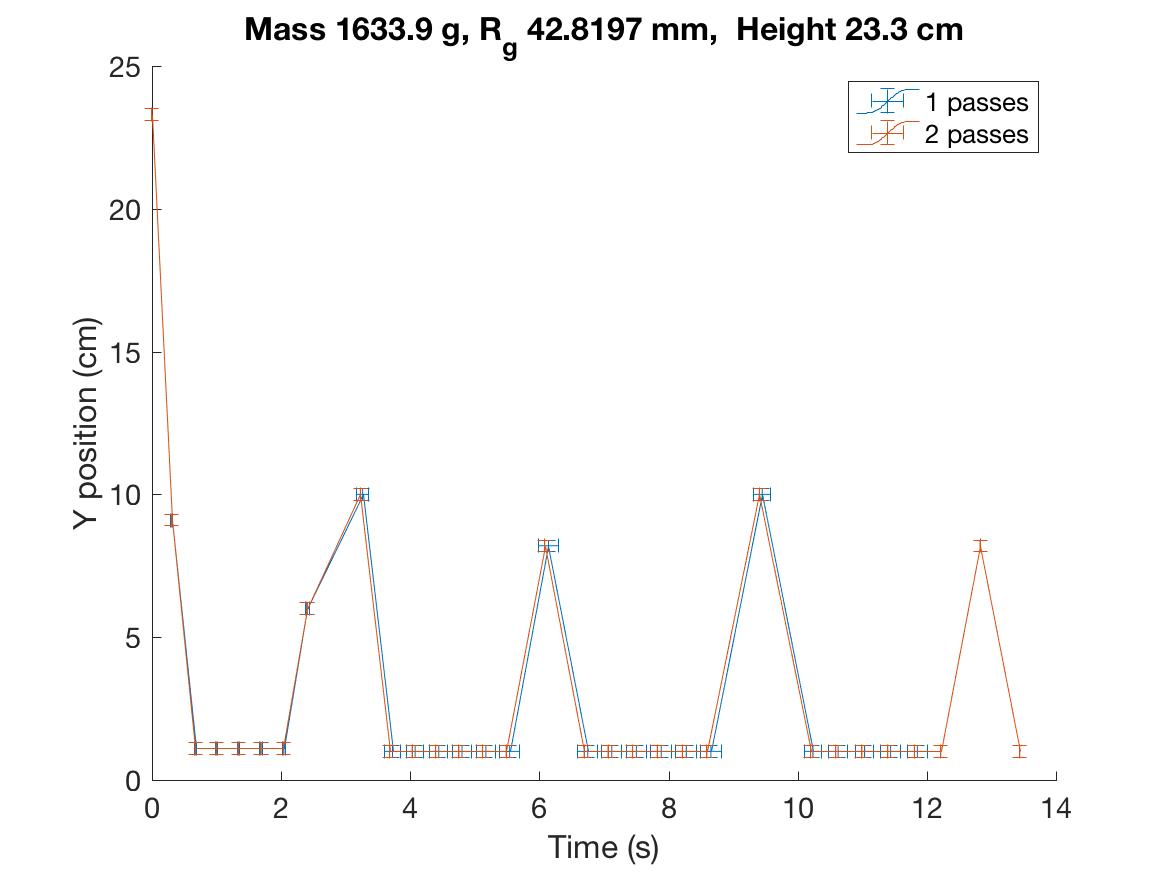 Mass 1633.9 g, Rg 42.8197 mm,  Height 23.3 cm
1 passes
2 passes
25
20
15
10
5
0
Y position (cm)
0 2 4 6 8 10 12 14
Time (s)